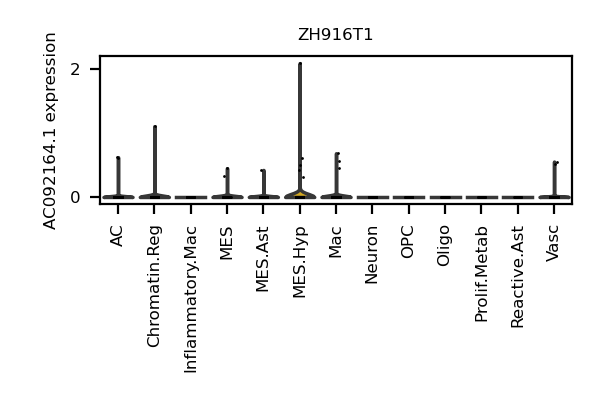 ZH916T1
AC092164.1 expression
2
0
AC
Chromatin.Reg
Inflammatory.Mac
MES
MES.Ast
MES.Hyp
Mac
Neuron
OPC
Oligo
Prolif.Metab
Reactive.Ast
Vasc